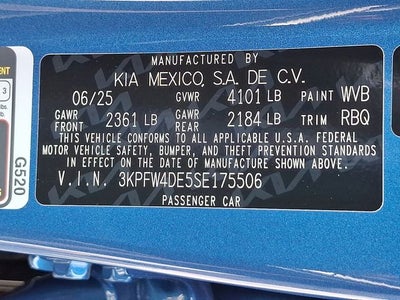 MANUFACTURED BY
KIA MEXICO, S.A. DE C.V.
06/25 GVWR 4101 LB PAINT WVB
GAWR FRONT 2361 LB GAWR REAR 2184 LB TRIM RBQ
THIS VEHICLE CONFORMS TO ALL APPLICABLE U.S.A. FEDERAL
MOTOR VEHICLE SAFETY, BUMPER, AND THEFT PREVENTION STANDARDS
IN EFFECT ON THE DATE OF MANUFACTURE SHOWN ABOVE.
V.I.N. 3KPFW4DE5SE175506
PASSENGER CAR
G520
3